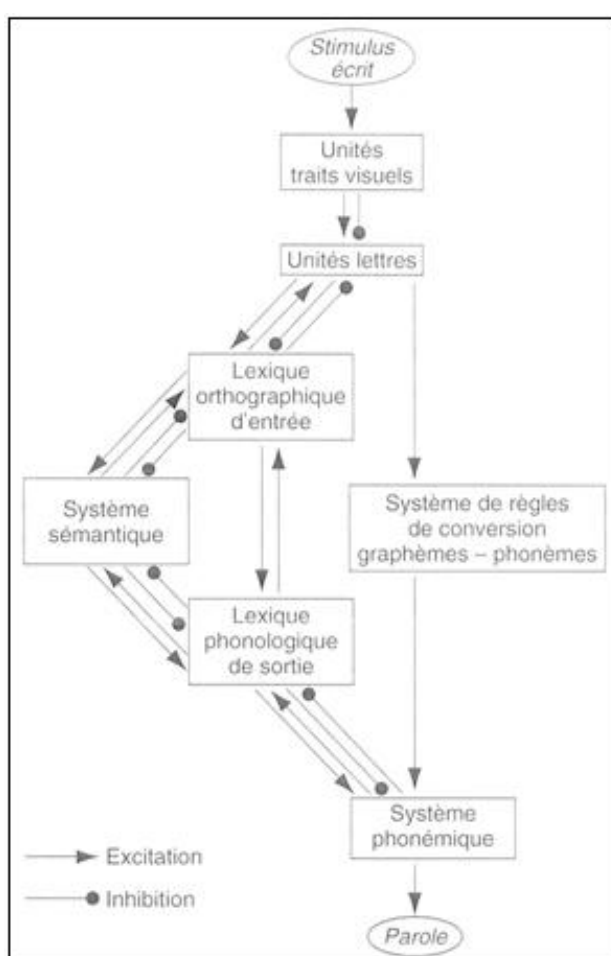 Stimulus
écrit
Unités
traits visuels
Unités lettres
Lexique
orthographique
d'entrée
Système
sémantique
Système de règles
de conversion
graphèmes – phonèmes
Lexique
phonologique
de sortie
Système
phonémique
Excitation
Inhibition
Parole